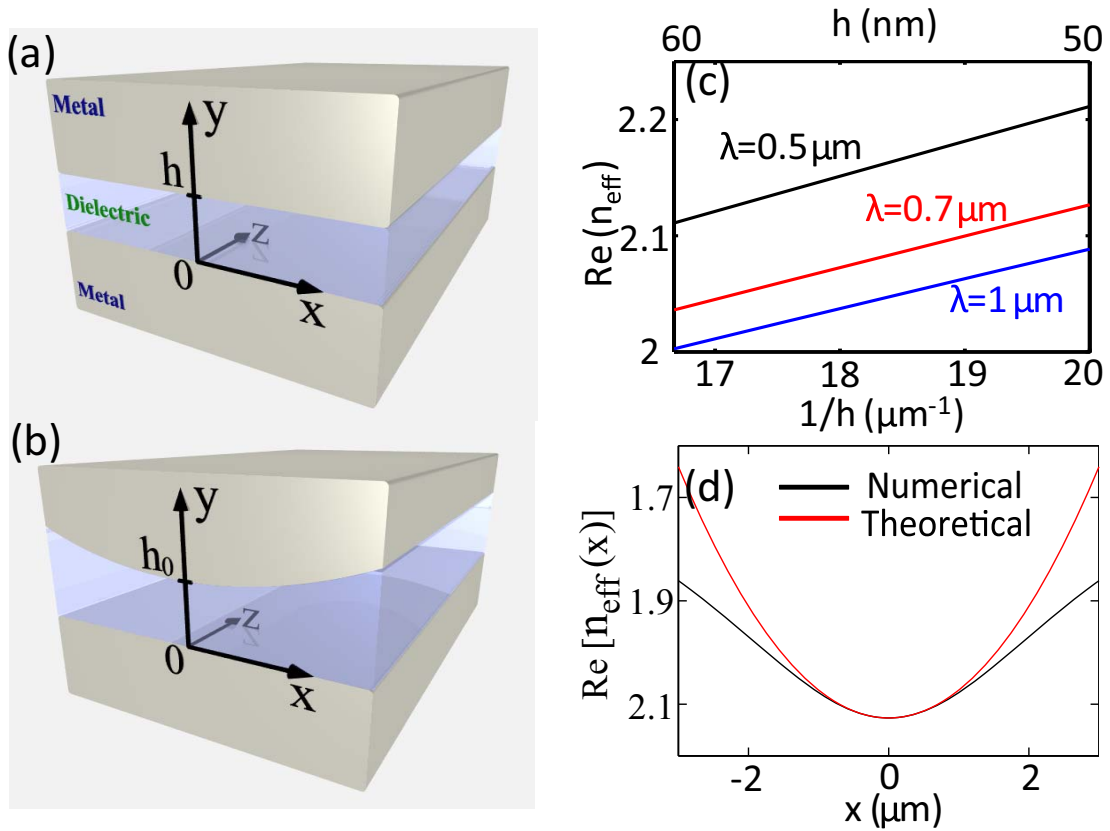 (a)
Metal
y
h
Dielectric
z
0
x
Metal
(b)
y
h0
z
0
x
h (nm)
60
50
(c)
2.2
λ=0.5 μm
Re (neff)
2.1
λ=0.7 μm
λ=1 μm
2
17
18
19
20
1/h (μm-1)
(d)
Numerical
Theoretical
1.7
Re [neff (x)]
1.9
2.1
-2
0
2
x (μm)